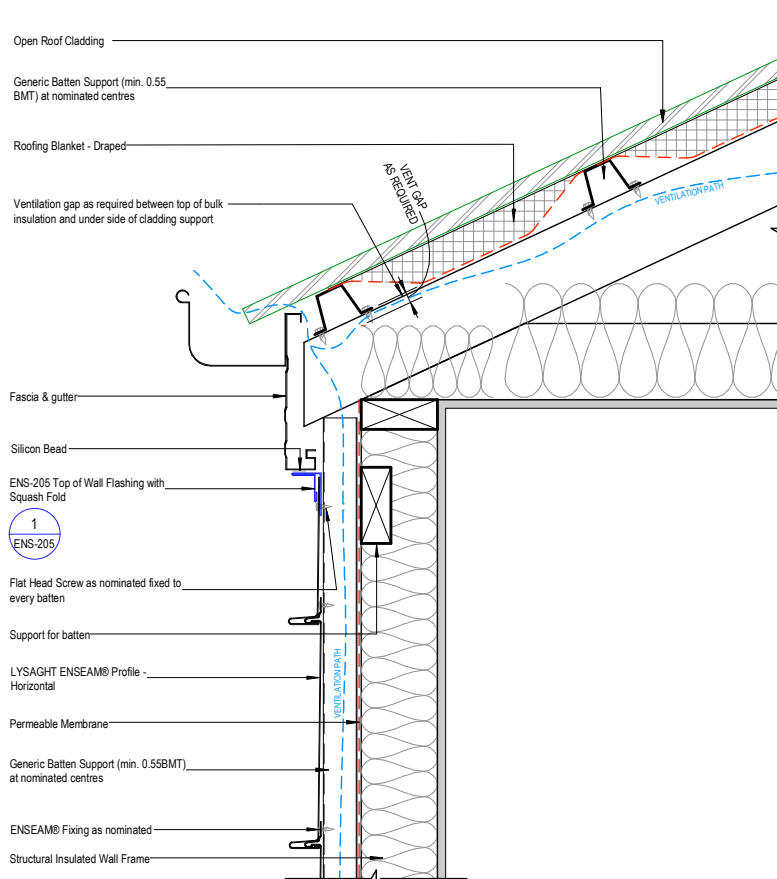 Open Roof Cladding
Generic Batten Support (min. 0.55
BMT) at nominated centres
Roofing Blanket - Draped
VENT GAP
AS REQUIRED
VENTILATION PATH
Ventilation gap as required between top of bulk
insulation and under side of cladding support
Fascia & gutter
Silicon Bead
ENS-205 Top of Wall Flashing with
Squash Fold
1
ENS-205
Flat Head Screw as nominated fixed to
every batten
Support for batten
LYSAGHT ENSEAM® Profile -
Horizontal
VENTILATION PATH
Permeable Membrane
Generic Batten Support (min. 0.55BMT)
at nominated centres
ENSEAM® Fixing as nominated
Structural Insulated Wall Frame